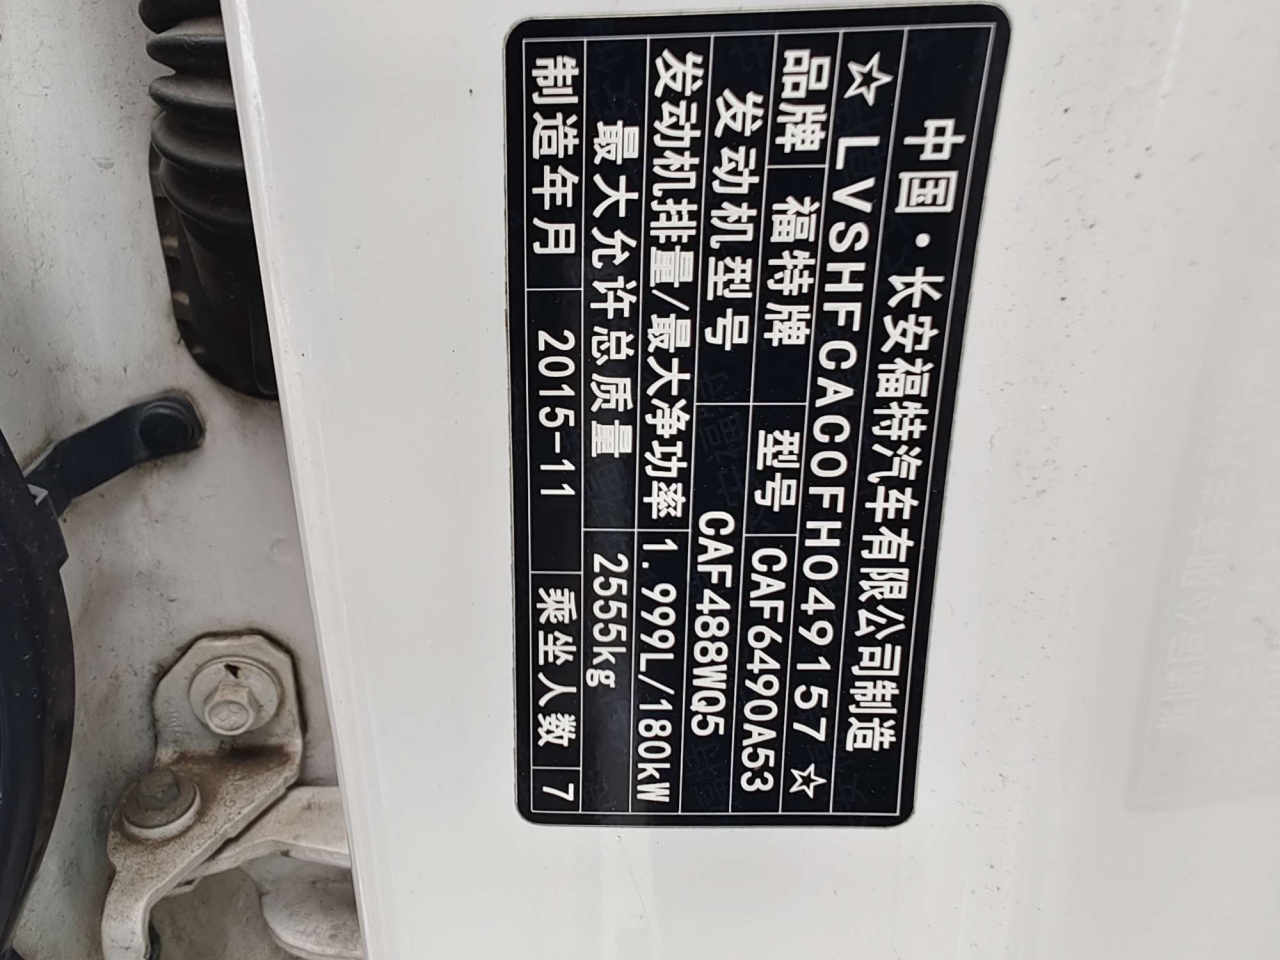 中国·长安福特汽车有限公司制造
☆LVSHFCAC0FH049157☆
品牌 福特牌 型号 CAF6490A53
发动机型号 CAF488WQ5
发动机排量/最大净功率 1.999L/180kW
最大允许总质量 2555kg
制造年月 2015-11 乘坐人数 7